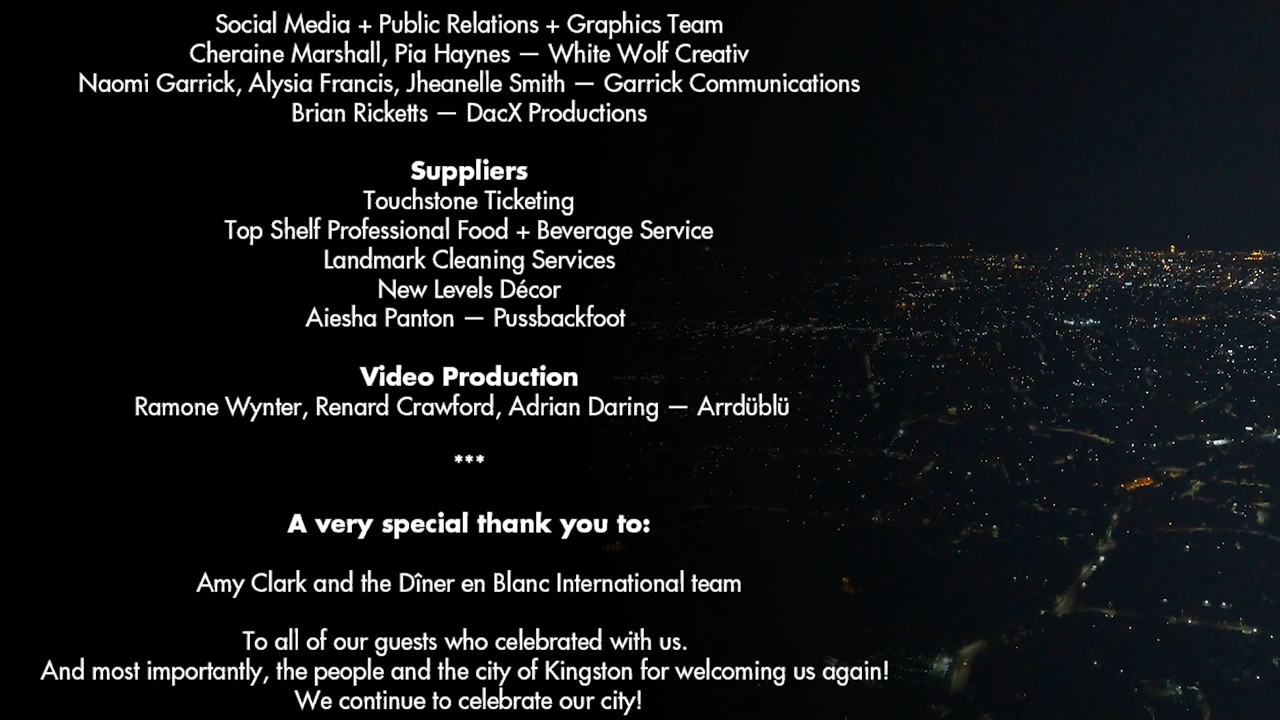 Social Media + Public Relations + Graphics Team
Cheraine Marshall, Pia Haynes — White Wolf Creativ
Naomi Garrick, Alysia Francis, Jheanelle Smith — Garrick Communications
Brian Ricketts — DacX Productions
Suppliers
Touchstone Ticketing
Top Shelf Professional Food + Beverage Service
Landmark Cleaning Services
New Levels Décor
Aiesha Panton — Pussbackfoot
Video Production
Ramone Wynter, Renard Crawford, Adrian Daring — Arrdüblü
***
A very special thank you to:
Amy Clark and the Dîner en Blanc International team
To all of our guests who celebrated with us.
And most importantly, the people and the city of Kingston for welcoming us again!
We continue to celebrate our city!